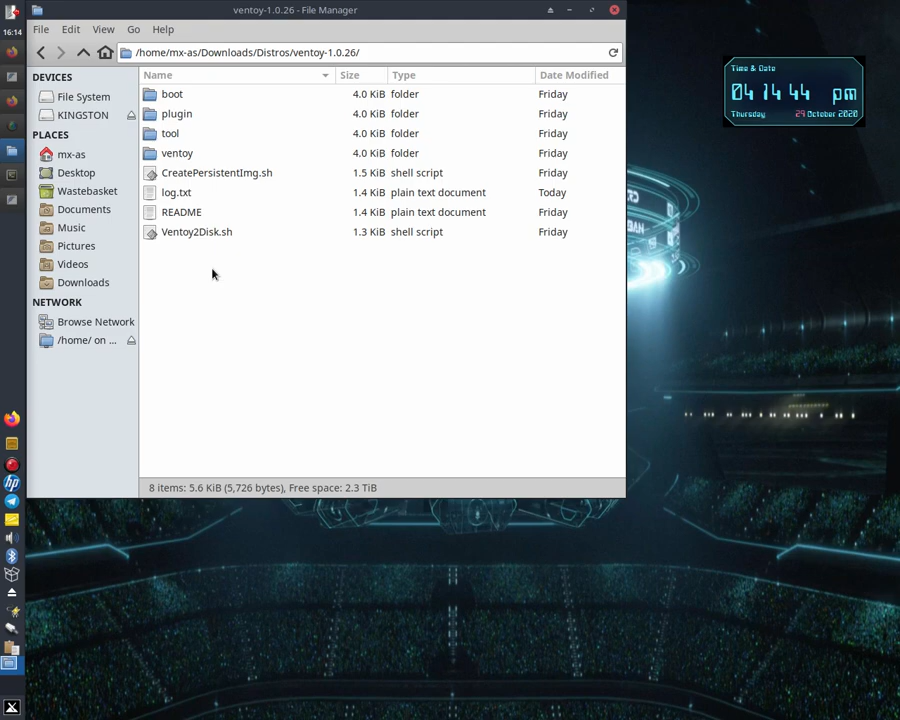 ventoy-1.0.26 - File Manager
16:14
File Edit View Go Help
/home/mx-as/Downloads/Distros/ventoy-1.0.26/
DEVICES
File System
KINGSTON
PLACES
mx-as
Desktop
Wastebasket
Documents
Music
Pictures
Videos
Downloads
NETWORK
Browse Network
/home/ on ...
Name Size Type Date Modified
boot 4.0 KiB folder Friday
plugin 4.0 KiB folder Friday
tool 4.0 KiB folder Friday
ventoy 4.0 KiB folder Friday
CreatePersistentImg.sh 1.5 KiB shell script Friday
log.txt 1.4 KiB plain text document Today
README 1.4 KiB plain text document Friday
Ventoy2Disk.sh 1.3 KiB shell script Friday
8 items: 5.6 KiB (5,726 bytes), Free space: 2.3 TiB
Time & Date
04 14 44 pm
Thursday 29 October 2020
hp